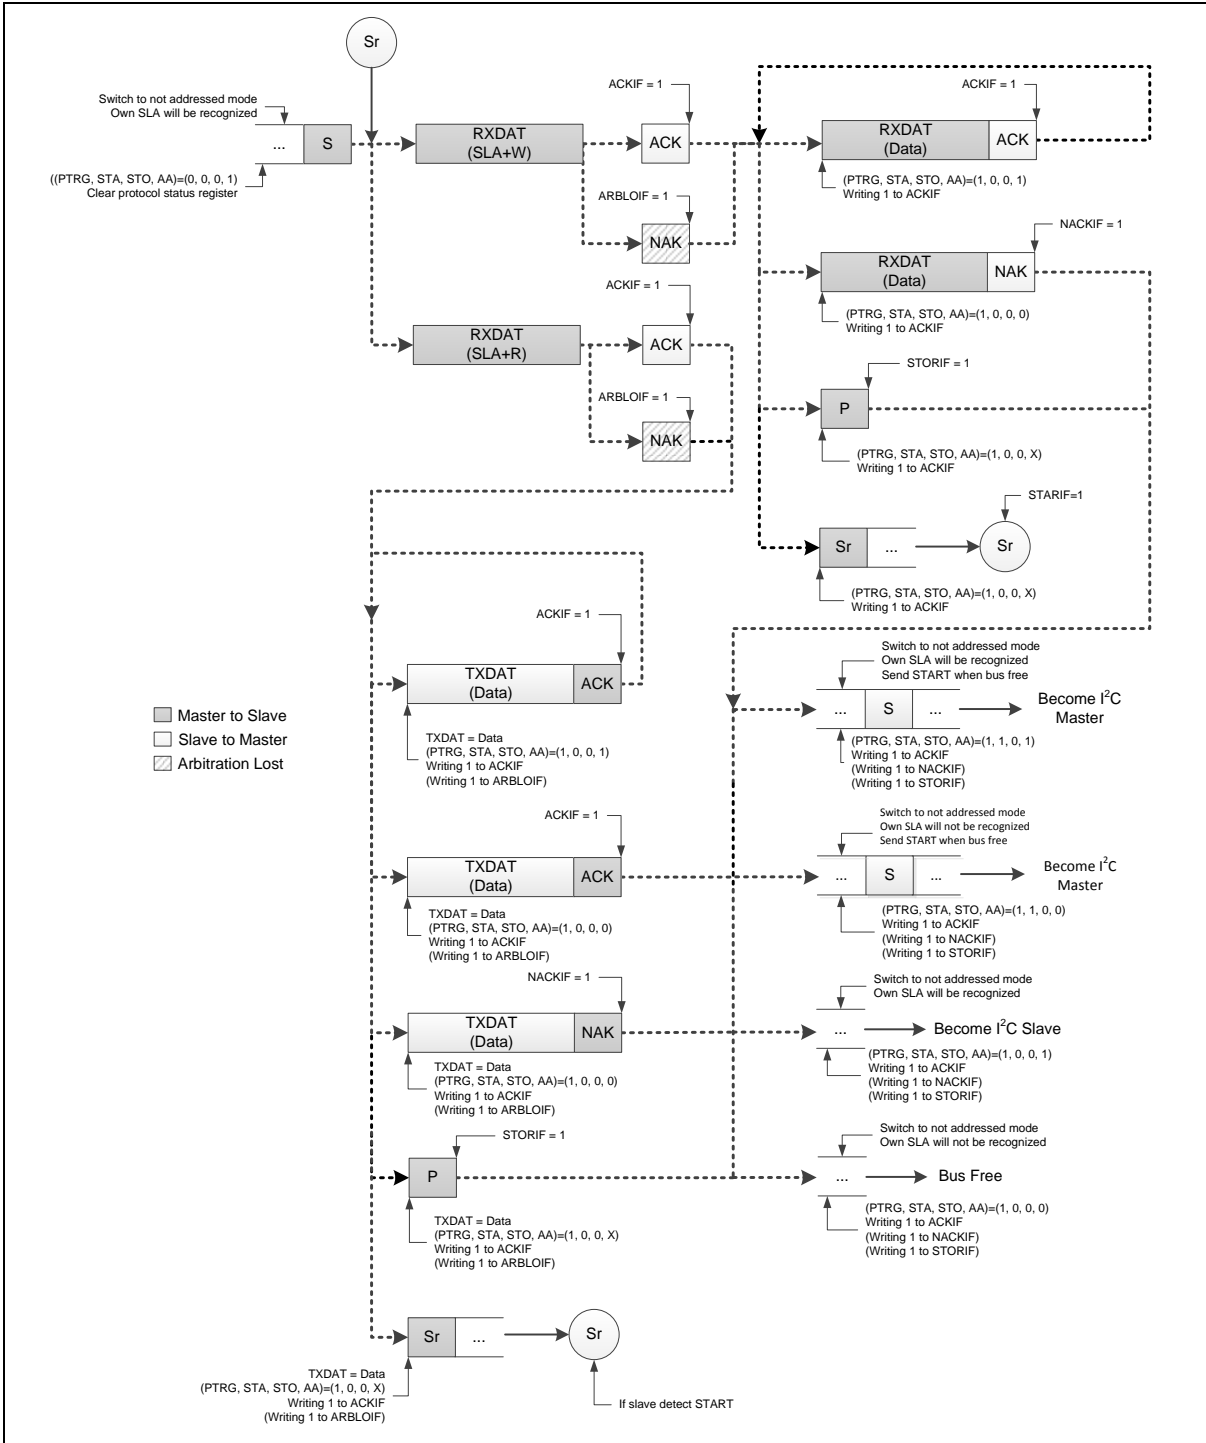 Sr
Switch to not addressed mode
Own SLA will be recognized
...
S
((PTRG, STA, STO, AA)=(0, 0, 0, 1)
Clear protocol status register
RXDAT
(SLA+W)
ACKIF = 1
ACK
ARBLOIF = 1
NAK
RXDAT
(SLA+R)
ACKIF = 1
ACK
ARBLOIF = 1
NAK
ACKIF = 1
RXDAT
(Data)
ACK
(PTRG, STA, STO, AA)=(1, 0, 0, 1)
Writing 1 to ACKIF
NACKIF = 1
RXDAT
(Data)
NAK
(PTRG, STA, STO, AA)=(1, 0, 0, 0)
Writing 1 to ACKIF
STORIF = 1
P
(PTRG, STA, STO, AA)=(1, 0, 0, X)
Writing 1 to ACKIF
STARIF=1
Sr
...
Sr
(PTRG, STA, STO, AA)=(1, 0, 0, X)
Writing 1 to ACKIF
Master to Slave
Slave to Master
Arbitration Lost
ACKIF = 1
TXDAT
(Data)
ACK
TXDAT = Data
(PTRG, STA, STO, AA)=(1, 0, 0, 1)
Writing 1 to ACKIF
(Writing 1 to ARBLOIF)
ACKIF = 1
TXDAT
(Data)
ACK
TXDAT = Data
(PTRG, STA, STO, AA)=(1, 0, 0, 0)
Writing 1 to ACKIF
(Writing 1 to ARBLOIF)
NACKIF = 1
TXDAT
(Data)
NAK
TXDAT = Data
(PTRG, STA, STO, AA)=(1, 0, 0, 0)
Writing 1 to ACKIF
(Writing 1 to ARBLOIF)
STORIF = 1
P
TXDAT = Data
(PTRG, STA, STO, AA)=(1, 0, 0, X)
Writing 1 to ACKIF
(Writing 1 to ARBLOIF)
Sr
...
Sr
TXDAT = Data
(PTRG, STA, STO, AA)=(1, 0, 0, X)
Writing 1 to ACKIF
(Writing 1 to ARBLOIF)
If slave detect START
Switch to not addressed mode
Own SLA will be recognized
Send START when bus free
...
S
...
Become I²C
Master
(PTRG, STA, STO, AA)=(1, 1, 0, 1)
Writing 1 to ACKIF
(Writing 1 to NACKIF)
(Writing 1 to STORIF)
Switch to not addressed mode
Own SLA will not be recognized
Send START when bus free
...
S
...
Become I²C
Master
(PTRG, STA, STO, AA)=(1, 1, 0, 0)
Writing 1 to ACKIF
(Writing 1 to NACKIF)
(Writing 1 to STORIF)
Switch to not addressed mode
Own SLA will be recognized
...
Become I²C Slave
(PTRG, STA, STO, AA)=(1, 0, 0, 1)
Writing 1 to ACKIF
(Writing 1 to NACKIF)
(Writing 1 to STORIF)
Switch to not addressed mode
Own SLA will not be recognized
...
Bus Free
(PTRG, STA, STO, AA)=(1, 0, 0, 0)
Writing 1 to ACKIF
(Writing 1 to NACKIF)
(Writing 1 to STORIF)